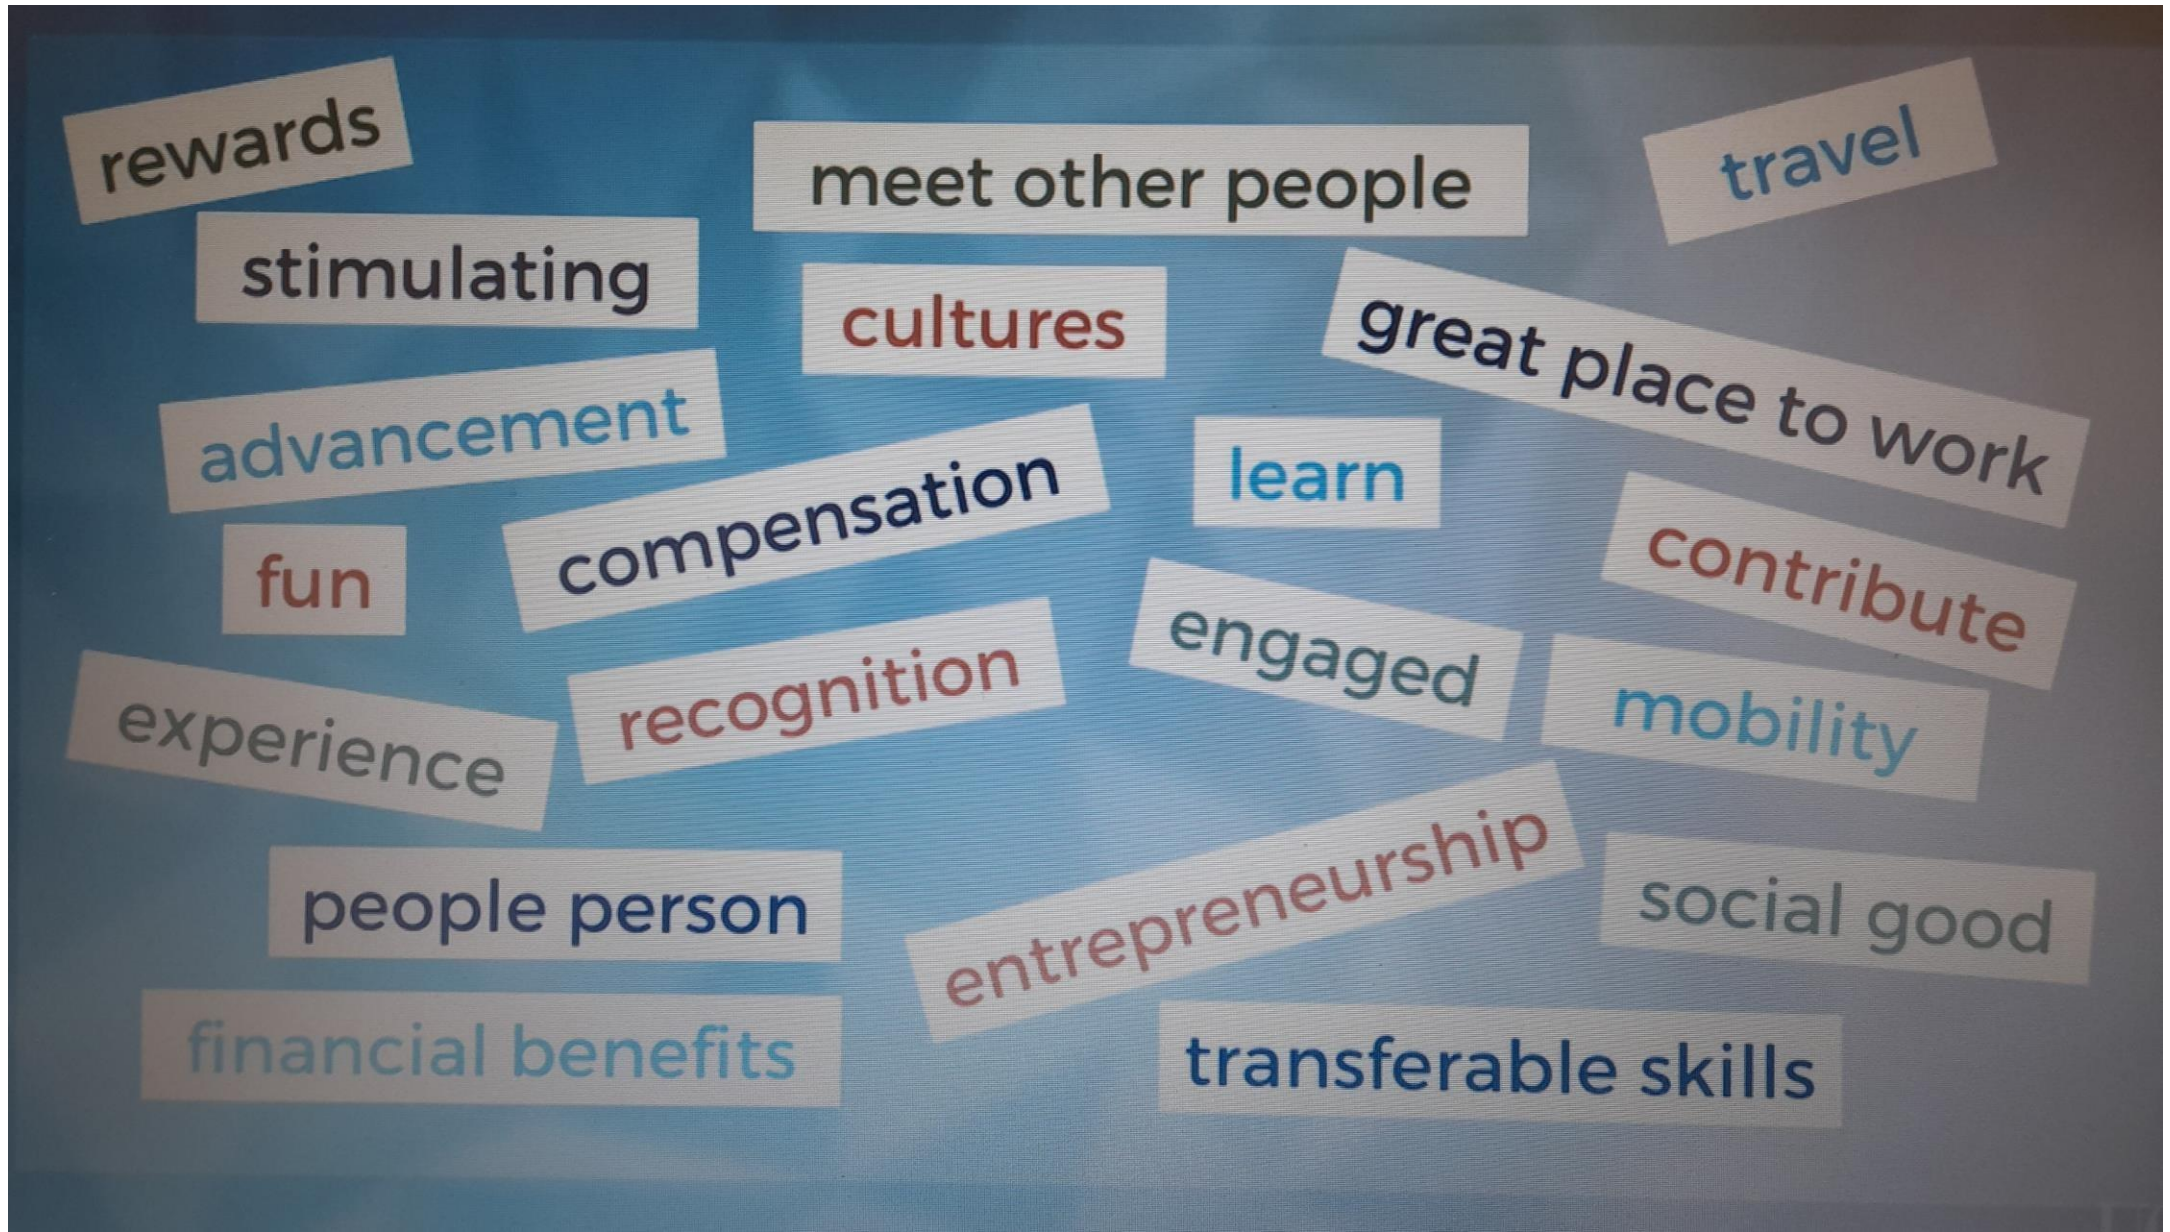 rewards
meet other people
travel
stimulating
cultures
great place to work
advancement
compensation
learn
contribute
fun
recognition
engaged
mobility
experience
people person
entrepreneurship
social good
financial benefits
transferable skills